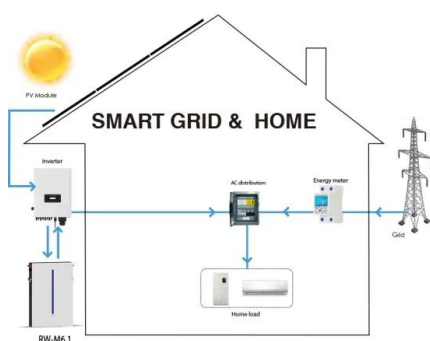 PV Module
SMART GRID & HOME
inverter
AC distribution
Energy meter
Grid
Home load
RW-M6.1